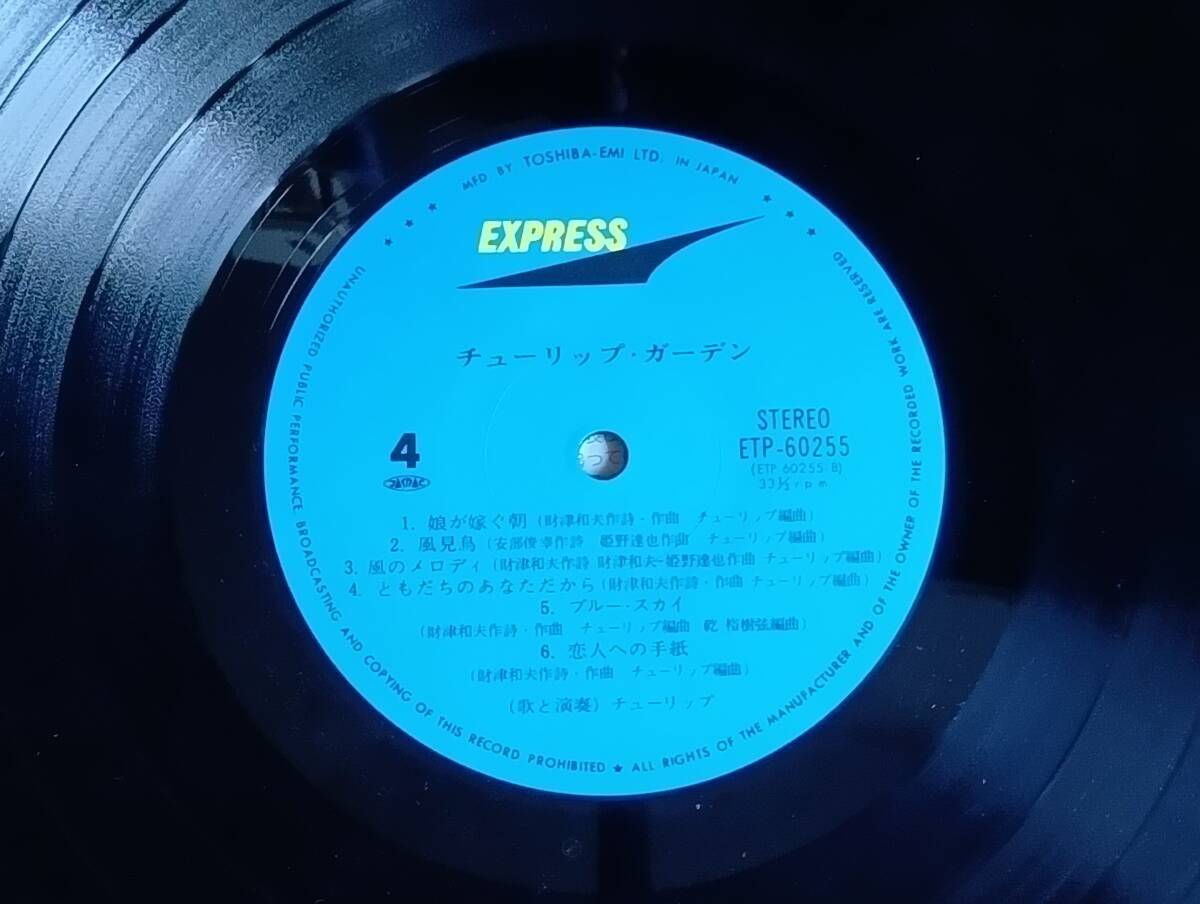 MFD BY TOSHIBA-EMI LTD. IN JAPAN
EXPRESS
チューリップ・ガーデン
STEREO
ETP-60255
(ETP 60255-B)
33⅓rpm
4
1. 娘が嫁ぐ朝(財津和夫作詩・作曲 チューリップ編曲)
2. 風見鳥(安部俊幸作詩 姫野達也作曲 チューリップ編曲)
3. 風のメロディ(財津和夫作詩 財津和夫-姫野達也作曲 チューリップ編曲)
4. ともだちのあなただから(財津和夫作詩・作曲 チューリップ編曲)
5. ブルー・スカイ
(財津和夫作詩・作曲 チューリップ編曲 乾 裕樹弦編曲)
6. 恋人への手紙
(財津和夫作詩・作曲 チューリップ編曲)
(歌と演奏)チューリップ
UNAUTHORIZED PUBLIC PERFORMANCE. BROADCASTING AND COPYING OF THIS RECORD PROHIBITED ★ ALL RIGHTS OF THE MANUFACTURER AND OF THE OWNER OF THE RECORDED WORK ARE RESERVED